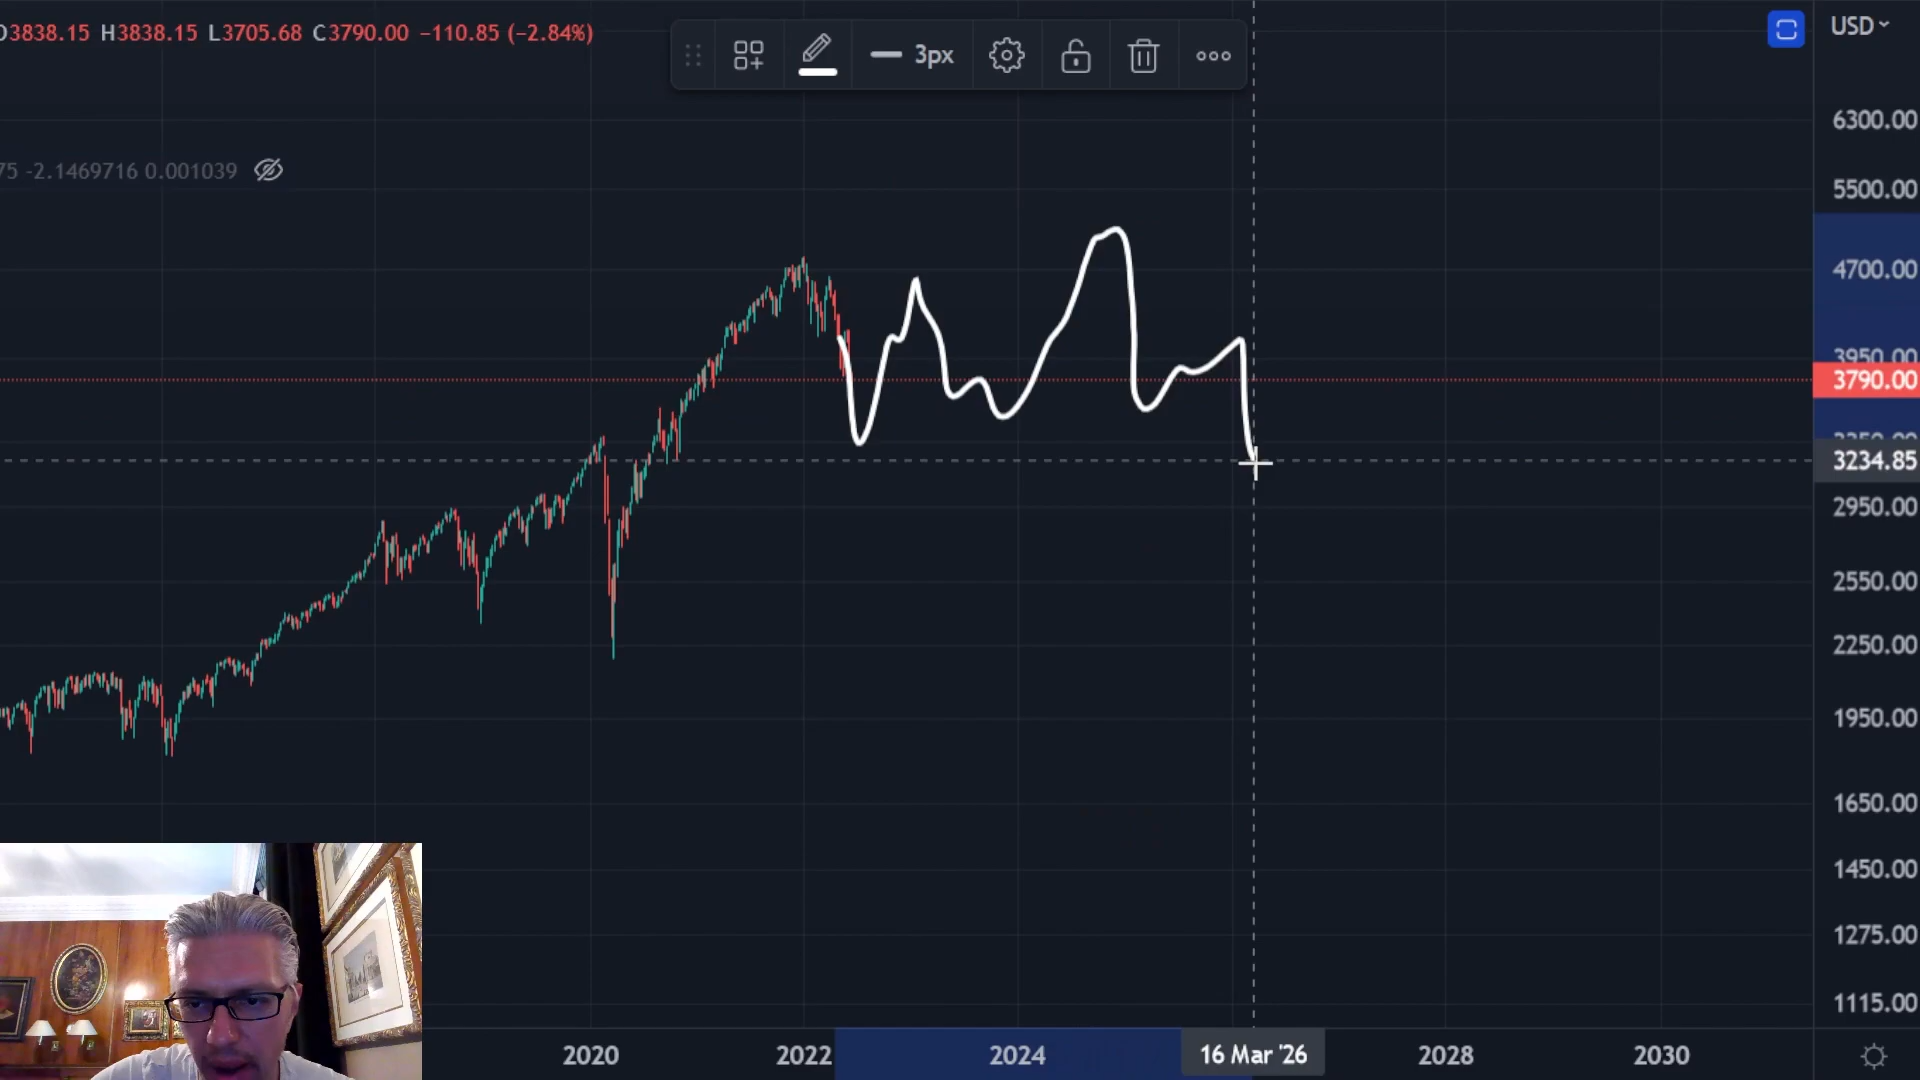 O3838.15 H3838.15 L3705.68 C3790.00 −110.85 (−2.84%)
3px
USD
75 -2.1469716 0.001039
6300.00
5500.00
4700.00
3950.00
3790.00
3234.85
2950.00
2550.00
2250.00
1950.00
1650.00
1450.00
1275.00
1115.00
2020 2022 2024 16 Mar '26 2028 2030